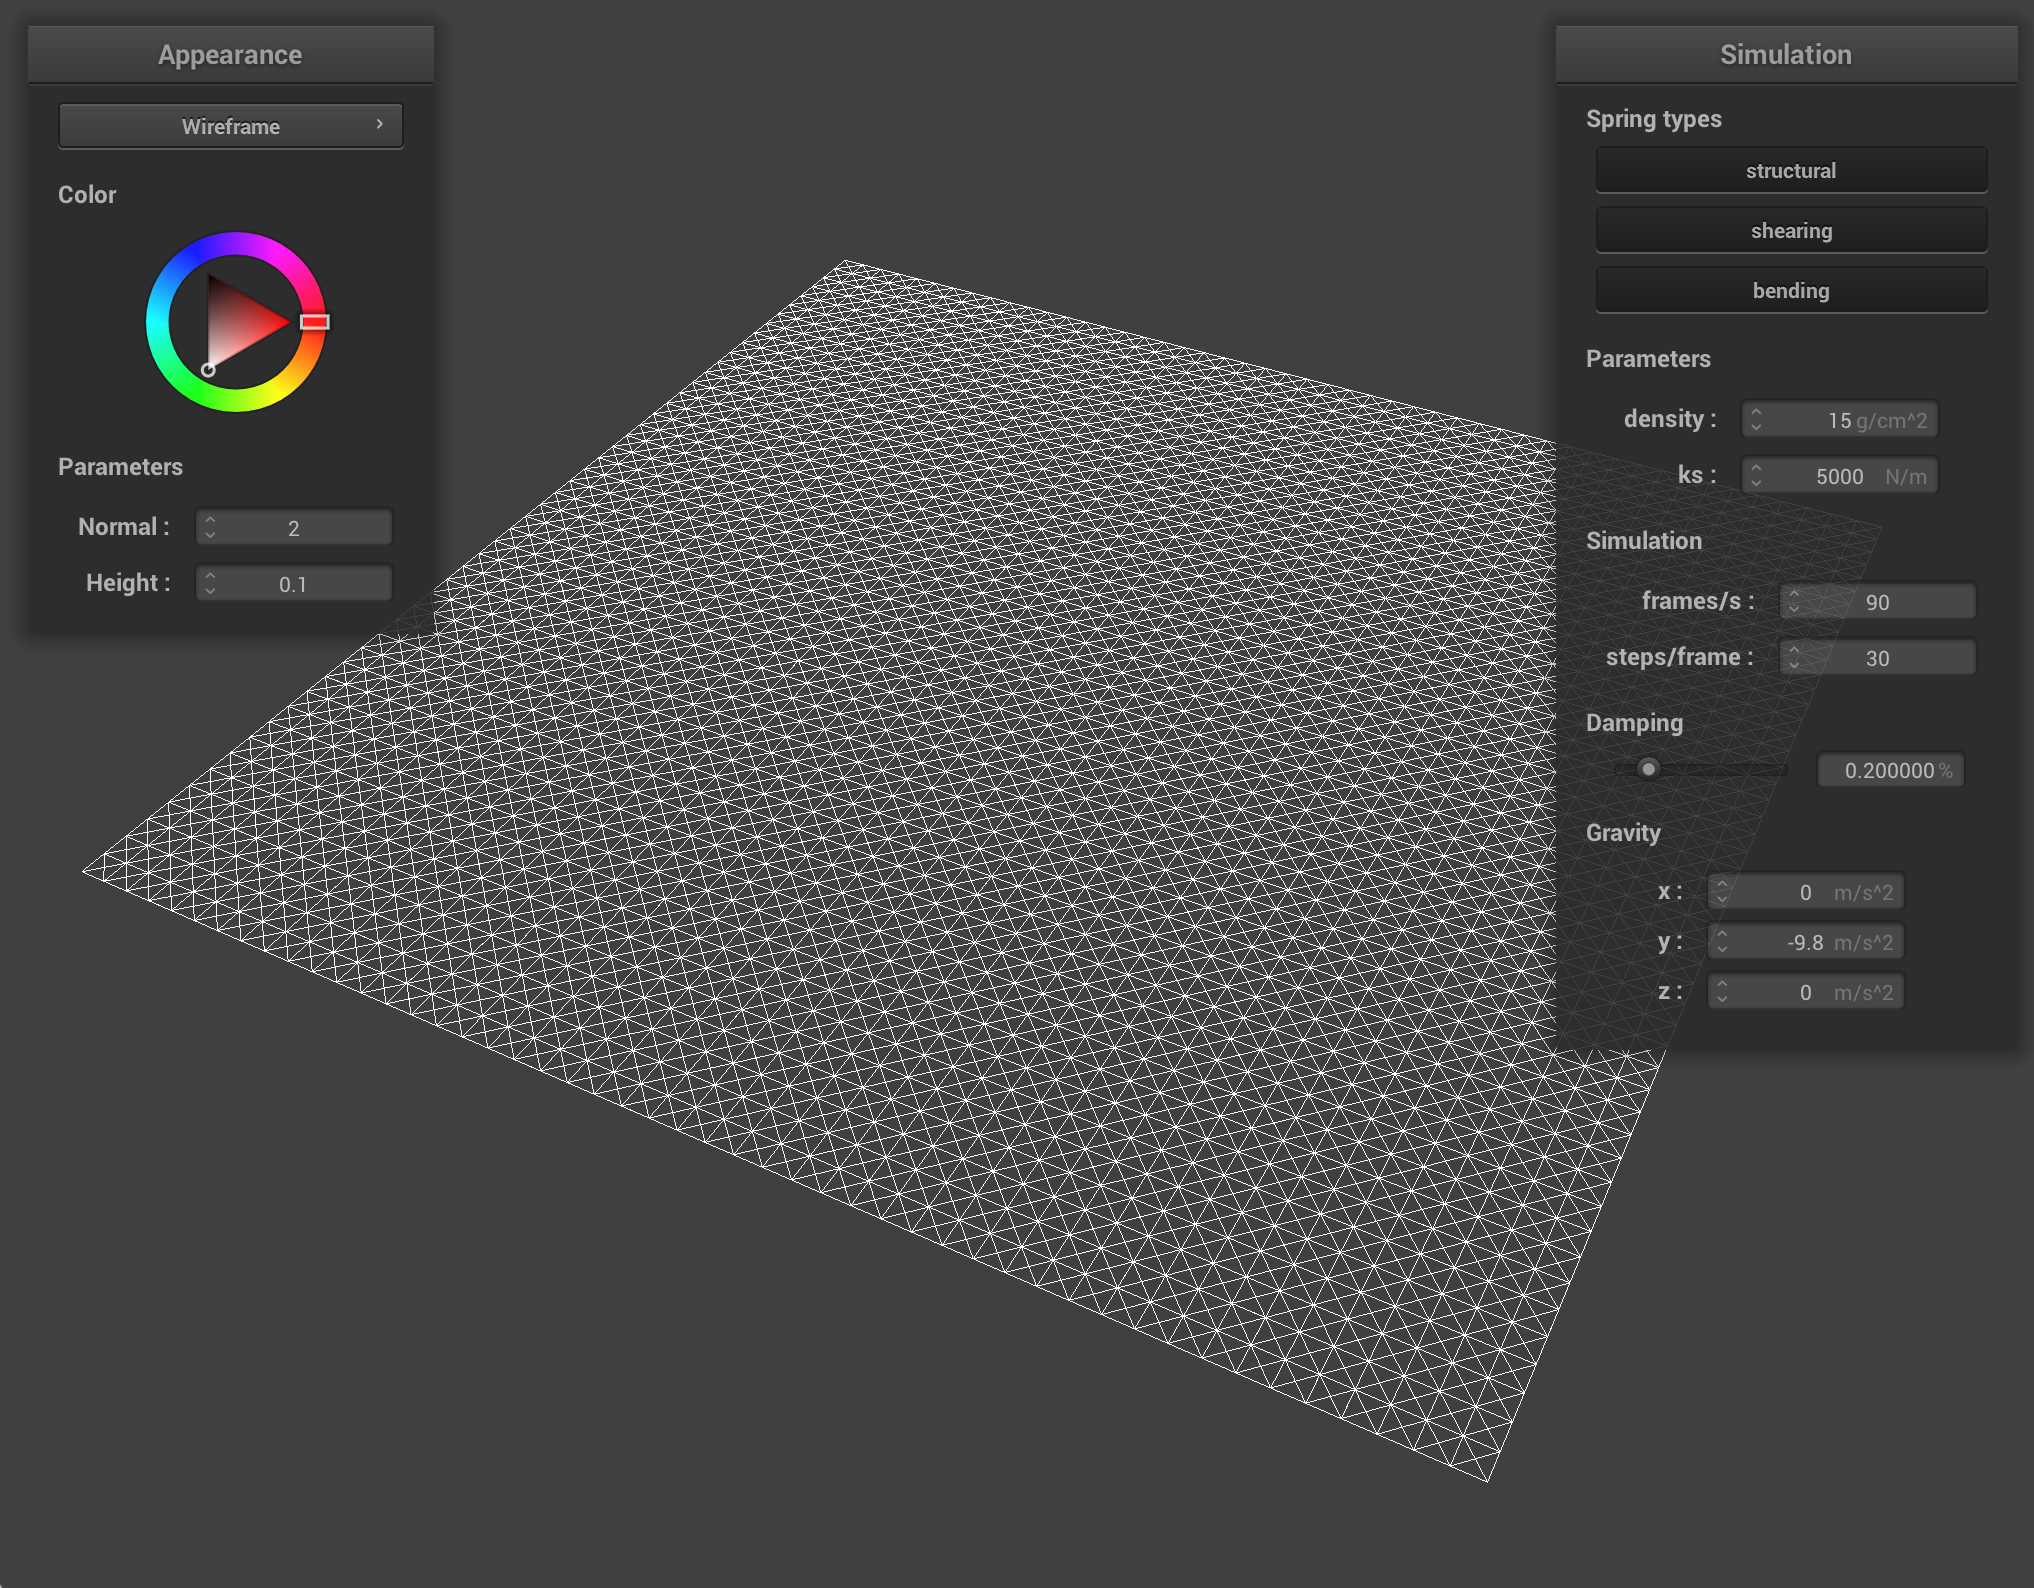 Appearance
Wireframe
Color
Parameters
Normal : 2
Height : 0.1
Simulation
Spring types
structural
shearing
bending
Parameters
density : 15 g/cm^2
ks : 5000 N/m
Simulation
frames/s : 90
steps/frame : 30
Damping
0.200000 %
Gravity
x : 0 m/s^2
y : -9.8 m/s^2
z : 0 m/s^2